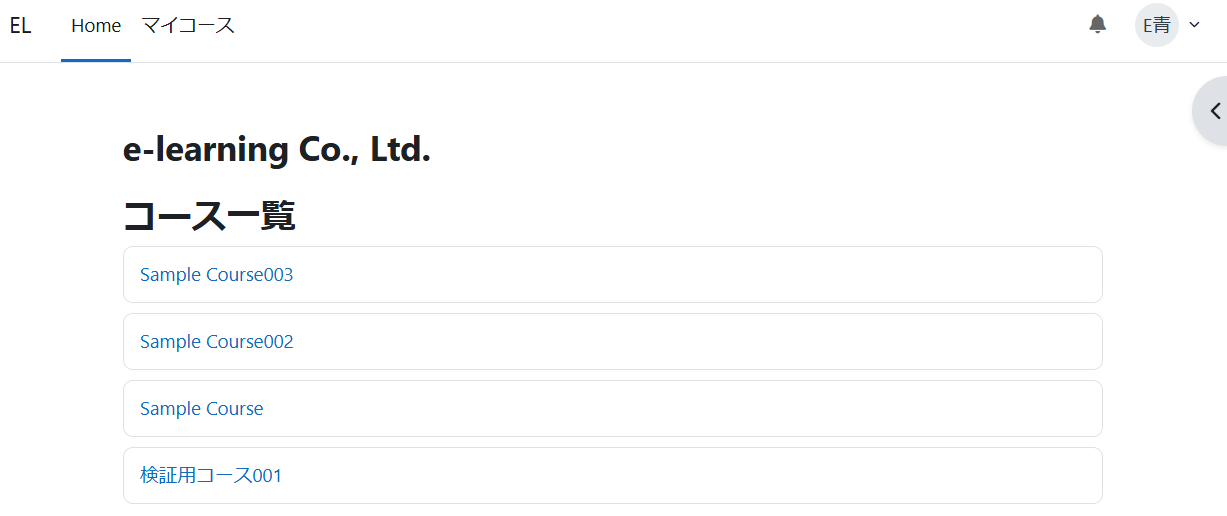 EL Home マイコース E青
e-learning Co., Ltd.
コース一覧
Sample Course003
Sample Course002
Sample Course
検証用コース001